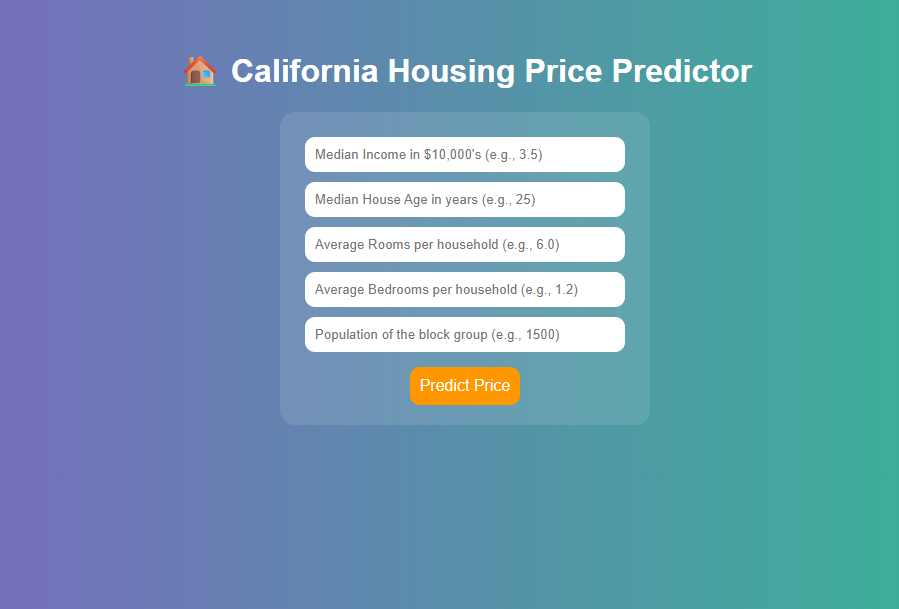 California Housing Price Predictor
Median Income in $10,000's (e.g., 3.5)
Median House Age in years (e.g., 25)
Average Rooms per household (e.g., 6.0)
Average Bedrooms per household (e.g., 1.2)
Population of the block group (e.g., 1500)
Predict Price